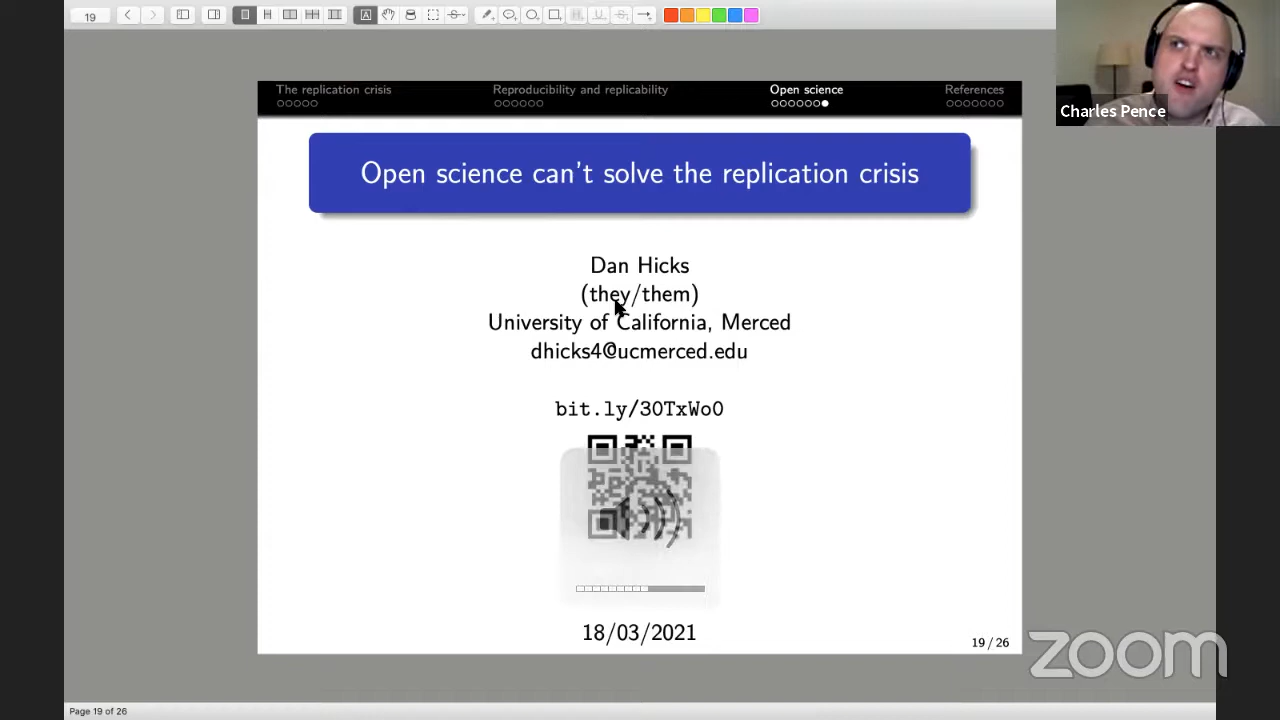 19
The replication crisis
Reproducibility and replicability
Open science
References
Charles Pence
Open science can't solve the replication crisis
Dan Hicks
(they/them)
University of California, Merced
dhicks4@ucmerced.edu
bit.ly/3OTxWoO
18/03/2021
19 / 26
zoom
Page 19 of 26